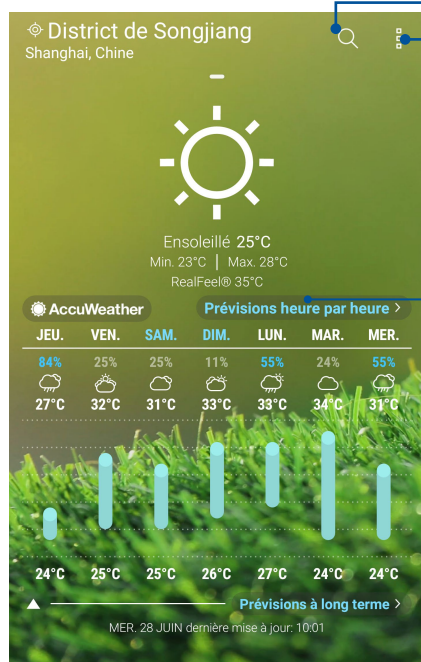 District de Songjiang
Shanghai, Chine
Ensoleillé 25°C
Min. 23°C | Max. 28°C
RealFeel® 35°C
AccuWeather Prévisions heure par heure >
JEU. VEN. SAM. DIM. LUN. MAR. MER.
84% 25% 25% 11% 55% 24% 55%
27°C 32°C 31°C 33°C 33°C 34°C 31°C
24°C 25°C 25°C 26°C 27°C 24°C 24°C
Prévisions à long terme >
MER. 28 JUIN dernière mise à jour: 10:01